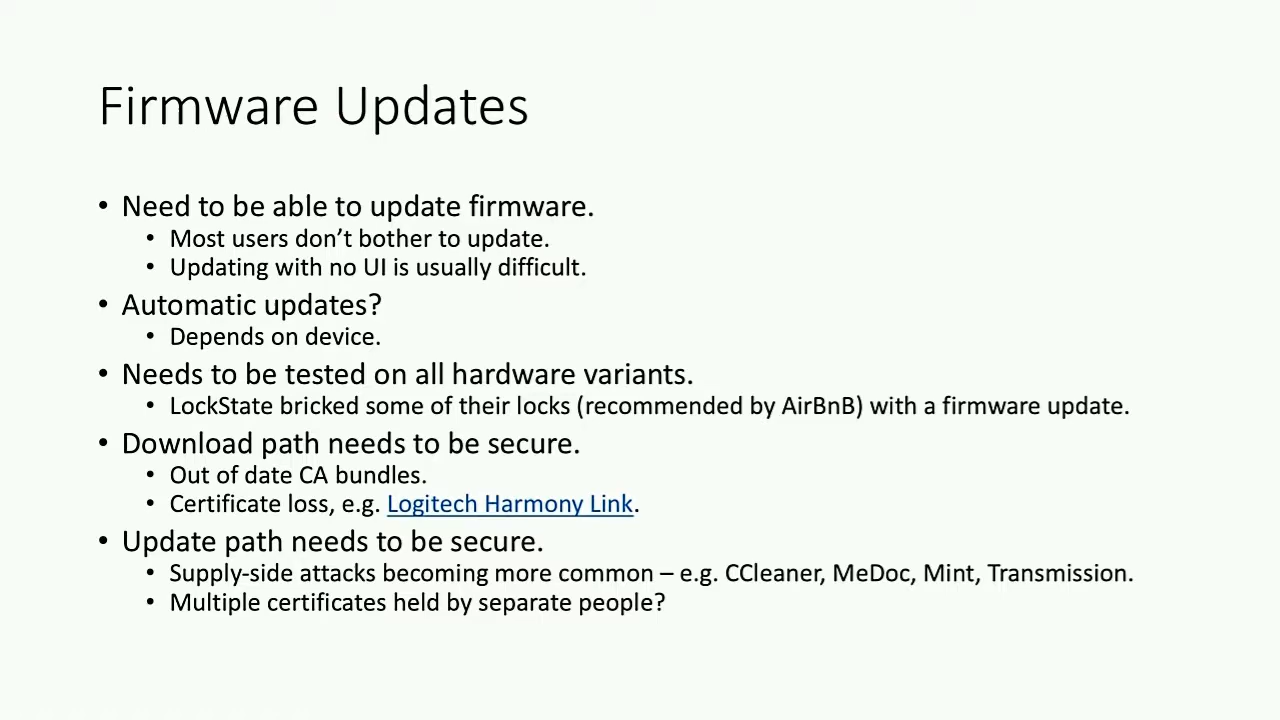 Firmware Updates
• Need to be able to update firmware.
• Most users don’t bother to update.
• Updating with no UI is usually difficult.
• Automatic updates?
• Depends on device.
• Needs to be tested on all hardware variants.
• LockState bricked some of their locks (recommended by AirBnB) with a firmware update.
• Download path needs to be secure.
• Out of date CA bundles.
• Certificate loss, e.g. Logitech Harmony Link.
• Update path needs to be secure.
• Supply-side attacks becoming more common – e.g. CCleaner, MeDoc, Mint, Transmission.
• Multiple certificates held by separate people?